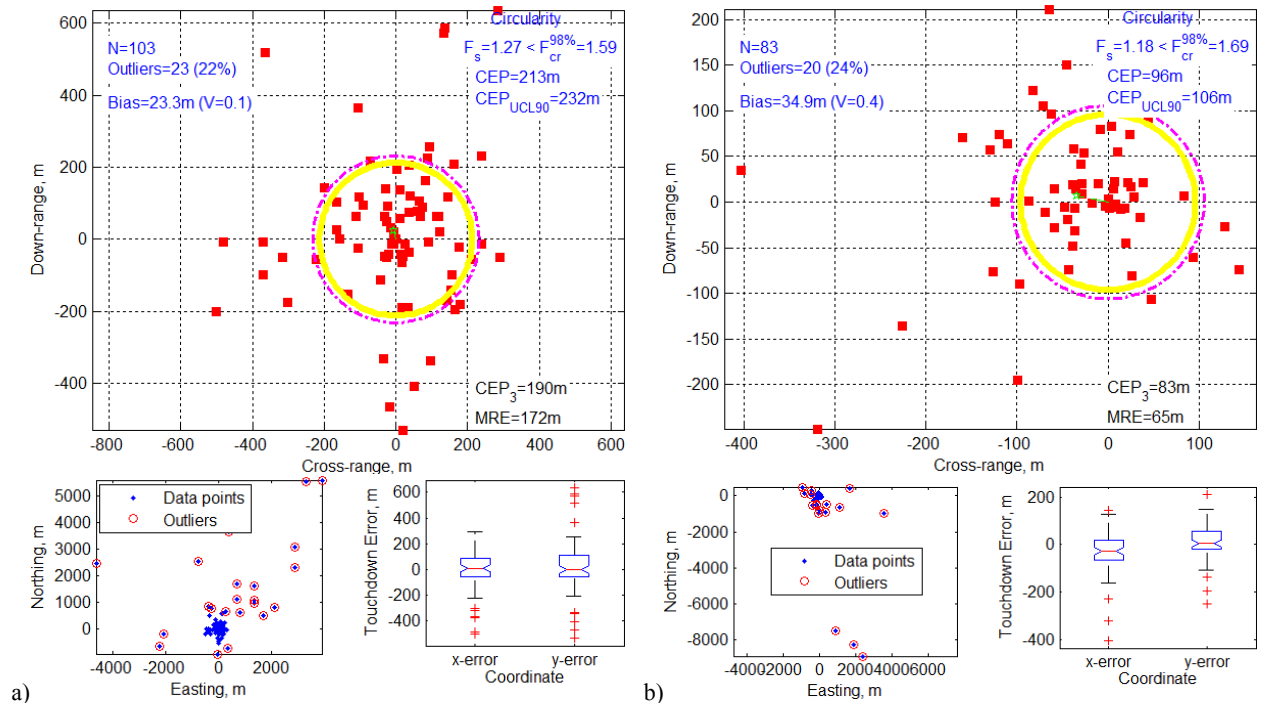 Circularity
N=103
Outliers=23 (22%)
F_s=1.27 < F_cr^98%=1.59
CEP=213m
Bias=23.3m (V=0.1)
CEP_UCL90=232m
600
400
200
0
-200
-400
Down-range, m
CEP_3=190m
MRE=172m
-800 -600 -400 -200 0 200 400 600
Cross-range, m
Circularity
N=83
Outliers=20 (24%)
F_s=1.18 < F_cr^98%=1.69
CEP=96m
Bias=34.9m (V=0.4)
CEP_UCL90=106m
200
150
100
50
0
-50
-100
-150
-200
Down-range, m
CEP_3=83m
MRE=65m
-400 -300 -200 -100 0 100
Cross-range, m
5000
4000
3000
2000
1000
0
Northing, m
Data points
Outliers
-4000 -2000 0 2000
Easting, m
600
400
200
0
-200
-400
Touchdown Error, m
x-error y-error
Coordinate
0
-2000
-4000
-6000
-8000
Northing, m
Data points
Outliers
-40002000 0 200040006000
Easting, m
200
0
-200
-400
Touchdown Error, m
x-error y-error
Coordinate
a) b)